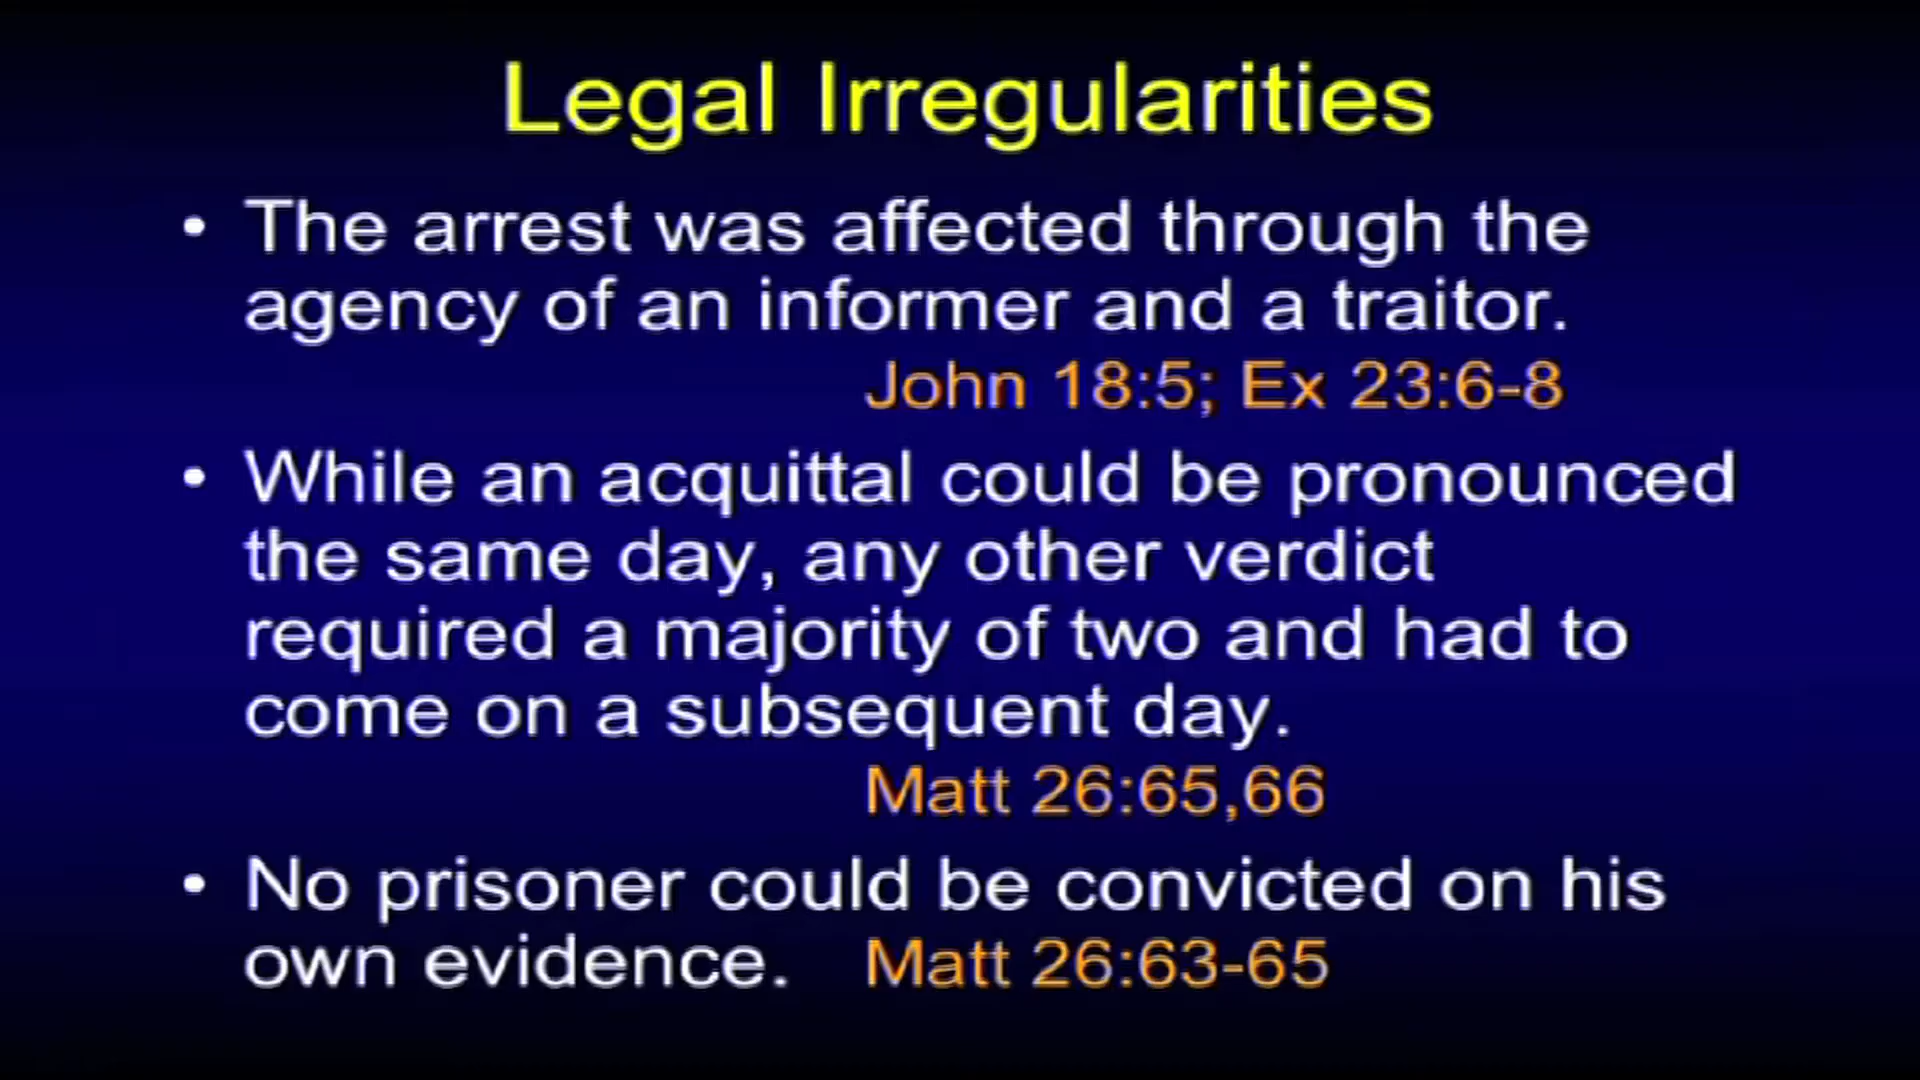 Legal Irregularities
• The arrest was affected through the
agency of an informer and a traitor.
John 18:5; Ex 23:6-8
• While an acquittal could be pronounced
the same day, any other verdict
required a majority of two and had to
come on a subsequent day.
Matt 26:65,66
• No prisoner could be convicted on his
own evidence. Matt 26:63-65